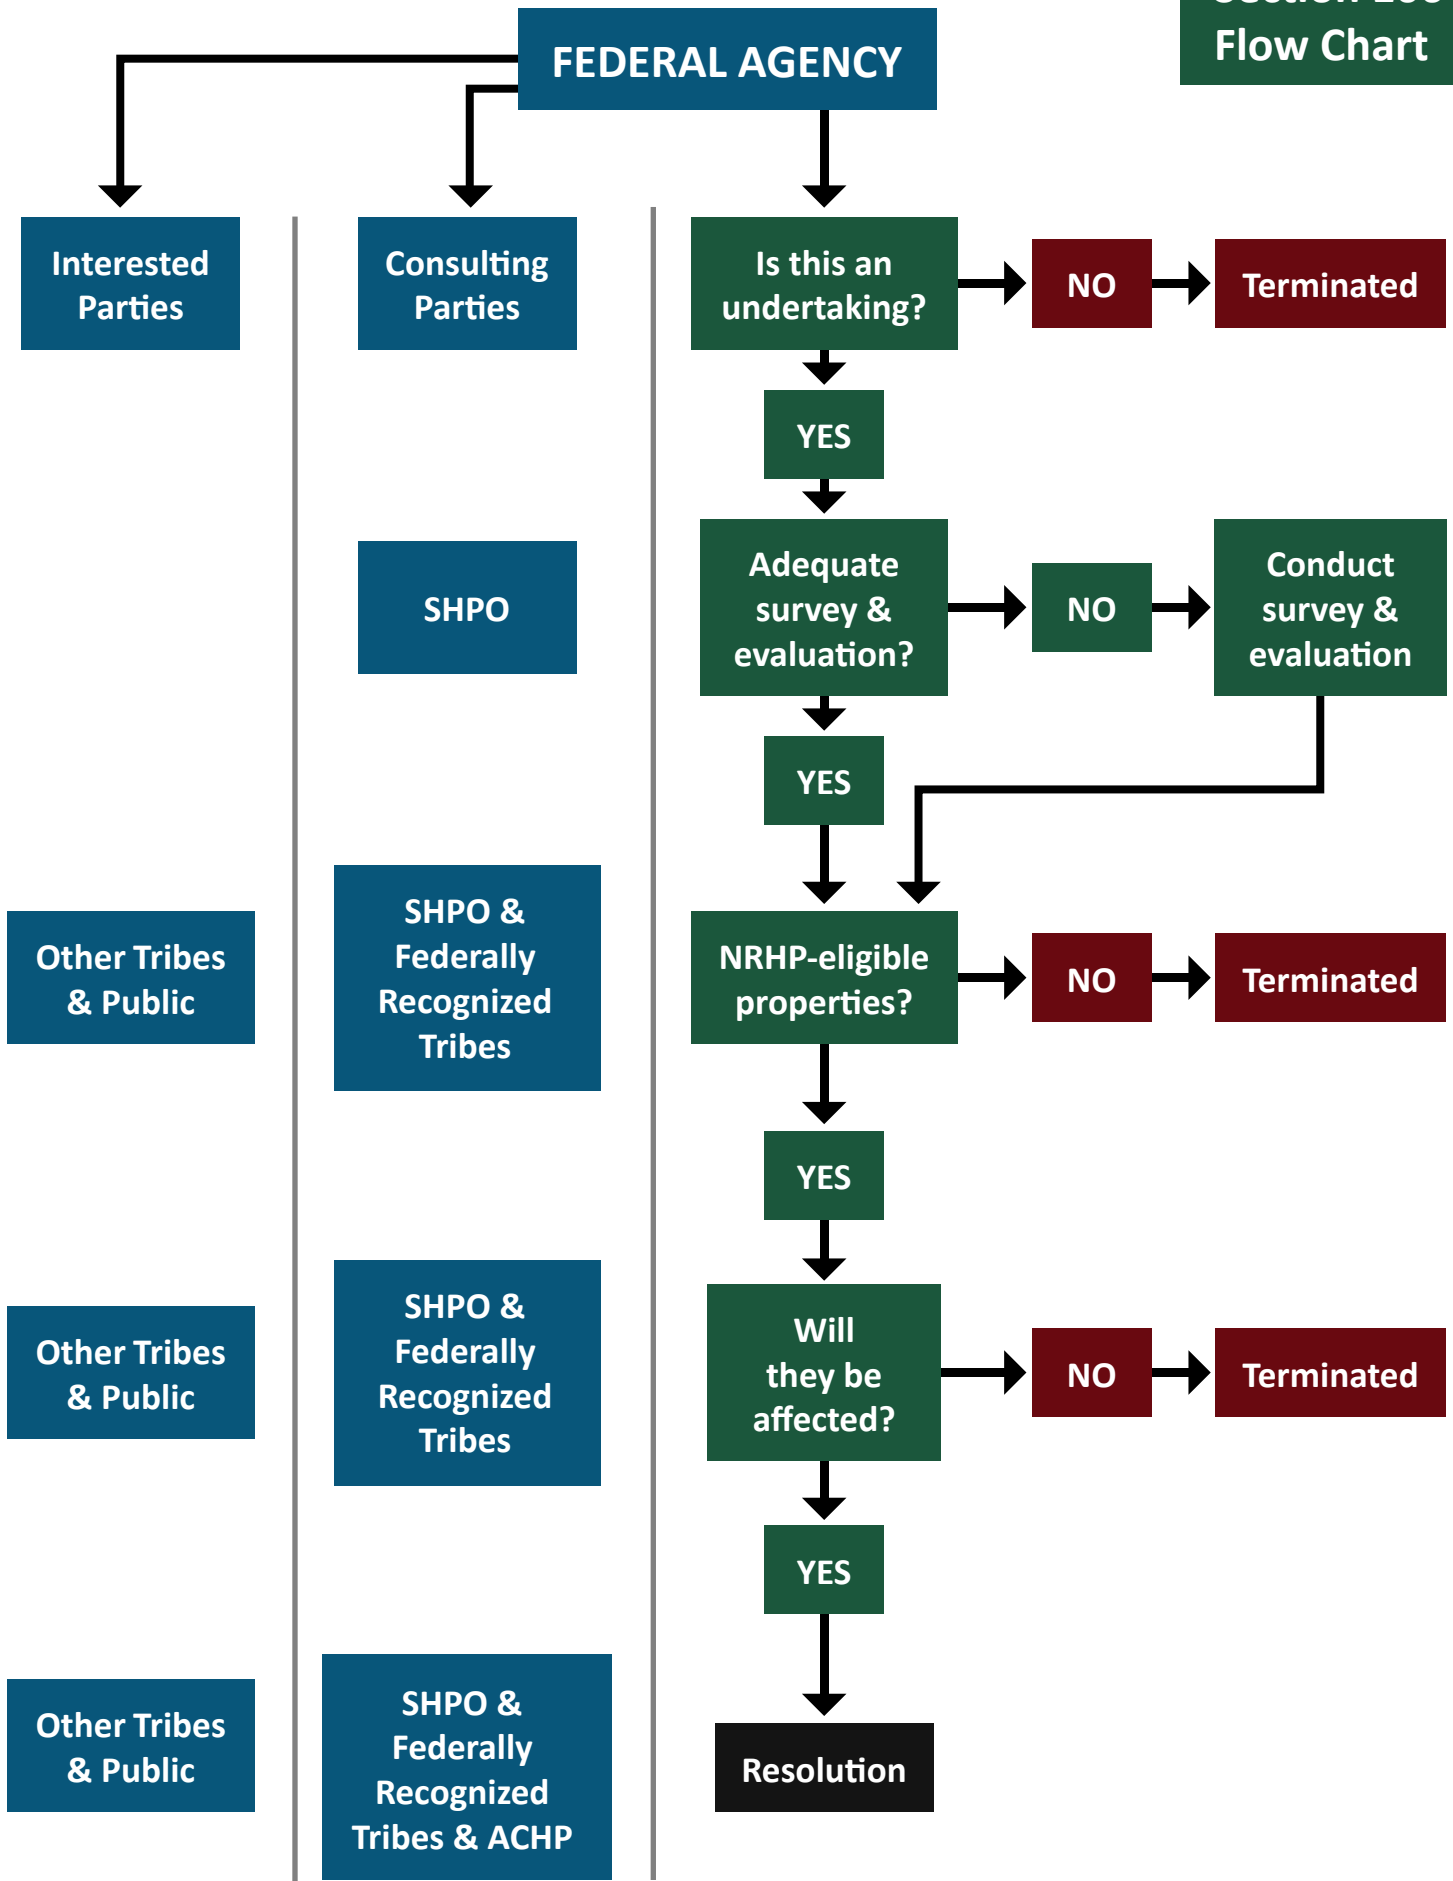 FEDERAL AGENCY
Flow Chart
Interested
Parties
Consulting
Parties
Is this an
undertaking?
NO
Terminated
YES
SHPO
Adequate
survey &
evaluation?
NO
Conduct
survey &
evaluation
YES
Other Tribes
& Public
SHPO &
Federally
Recognized
Tribes
NRHP-eligible
properties?
NO
Terminated
YES
Other Tribes
& Public
SHPO &
Federally
Recognized
Tribes
Will
they be
affected?
NO
Terminated
YES
Other Tribes
& Public
SHPO &
Federally
Recognized
Tribes & ACHP
Resolution